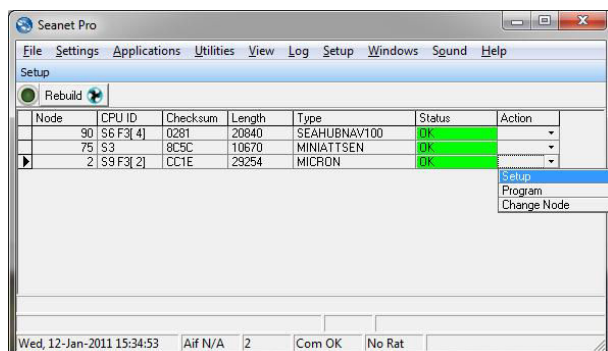 Seanet Pro
File Settings Applications Utilities View Log Setup Windows Sound Help
Setup
Rebuild
Node CPU ID Checksum Length Type Status Action
90 S6 F3[ 4] 0281 20840 SEAHUBNAV100 OK
75 S3 8C5C 10670 MINIATTSEN OK
2 S9 F3[ 2] CC1E 29254 MICRON OK
Setup
Program
Change Node
Wed, 12-Jan-2011 15:34:53 Aif N/A 2 Com OK No Rat